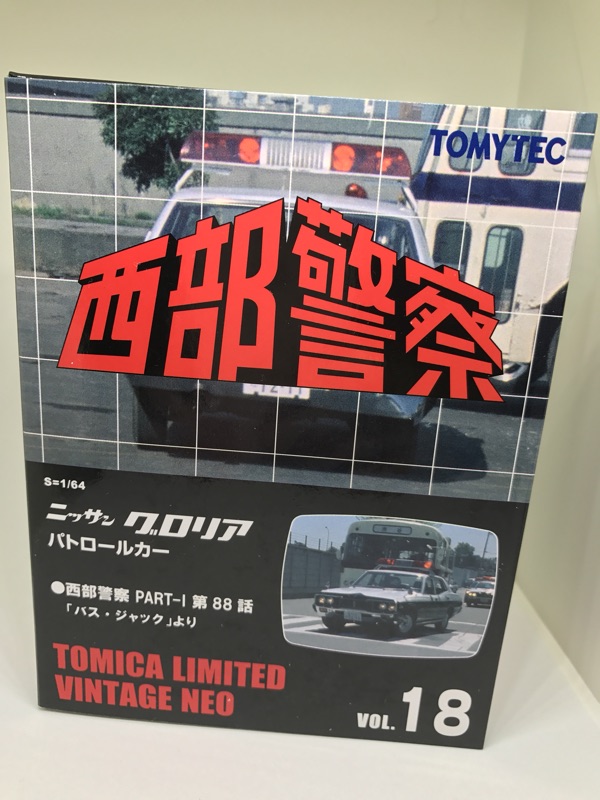 TOMYTEC
西部警察
S=1/64
ニッサン グロリア
パトロールカー
●西部警察 PART-I 第88話
「バス・ジャック」より
TOMICA LIMITED
VINTAGE NEO
VOL. 18